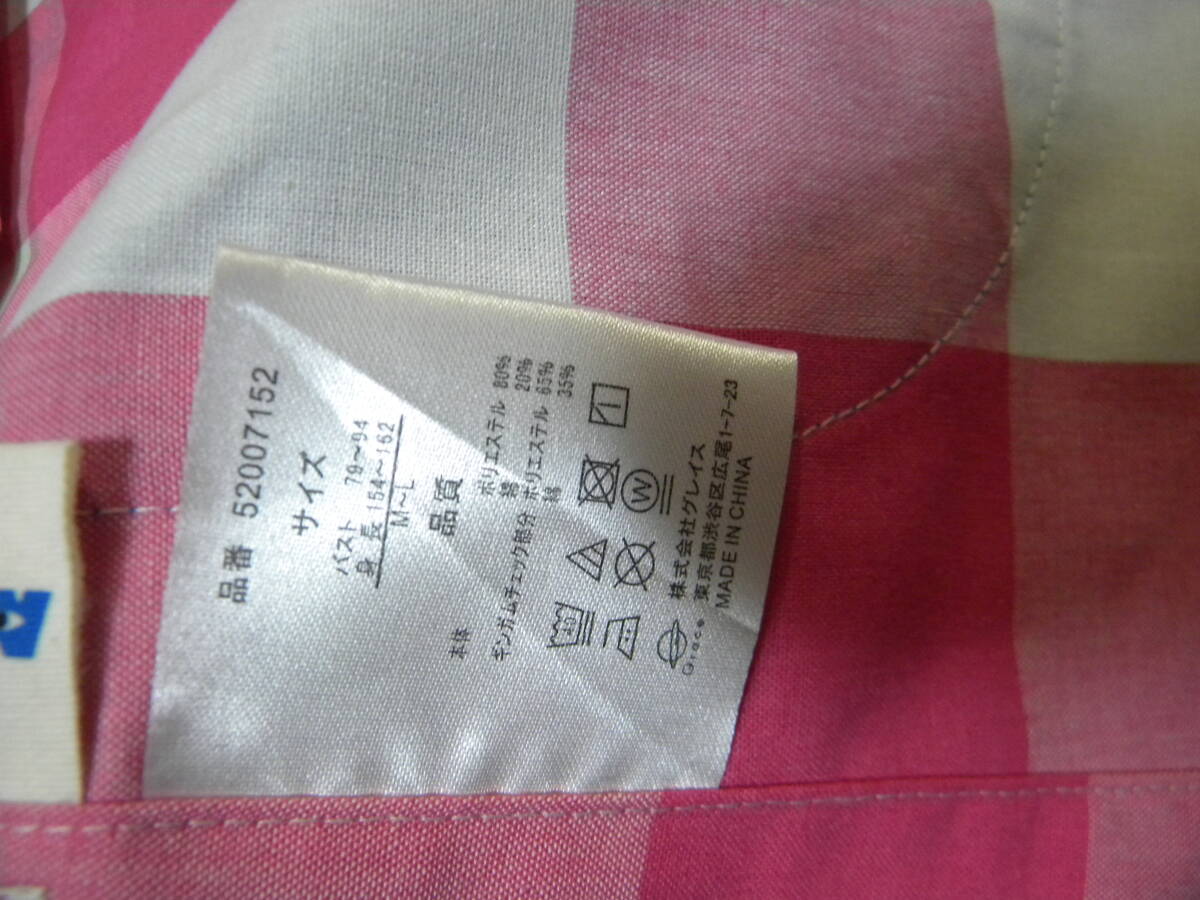 品番 52007152
サイズ
バスト 79~94
身長 154~162
M~L
品質
本体 ポリエステル 80%
綿 20%
ギンガムチェック部分 ポリエステル 65%
綿 35%
40
W
Grace
株式会社グレイス
東京都渋谷区広尾1-7-23
MADE IN CHINA